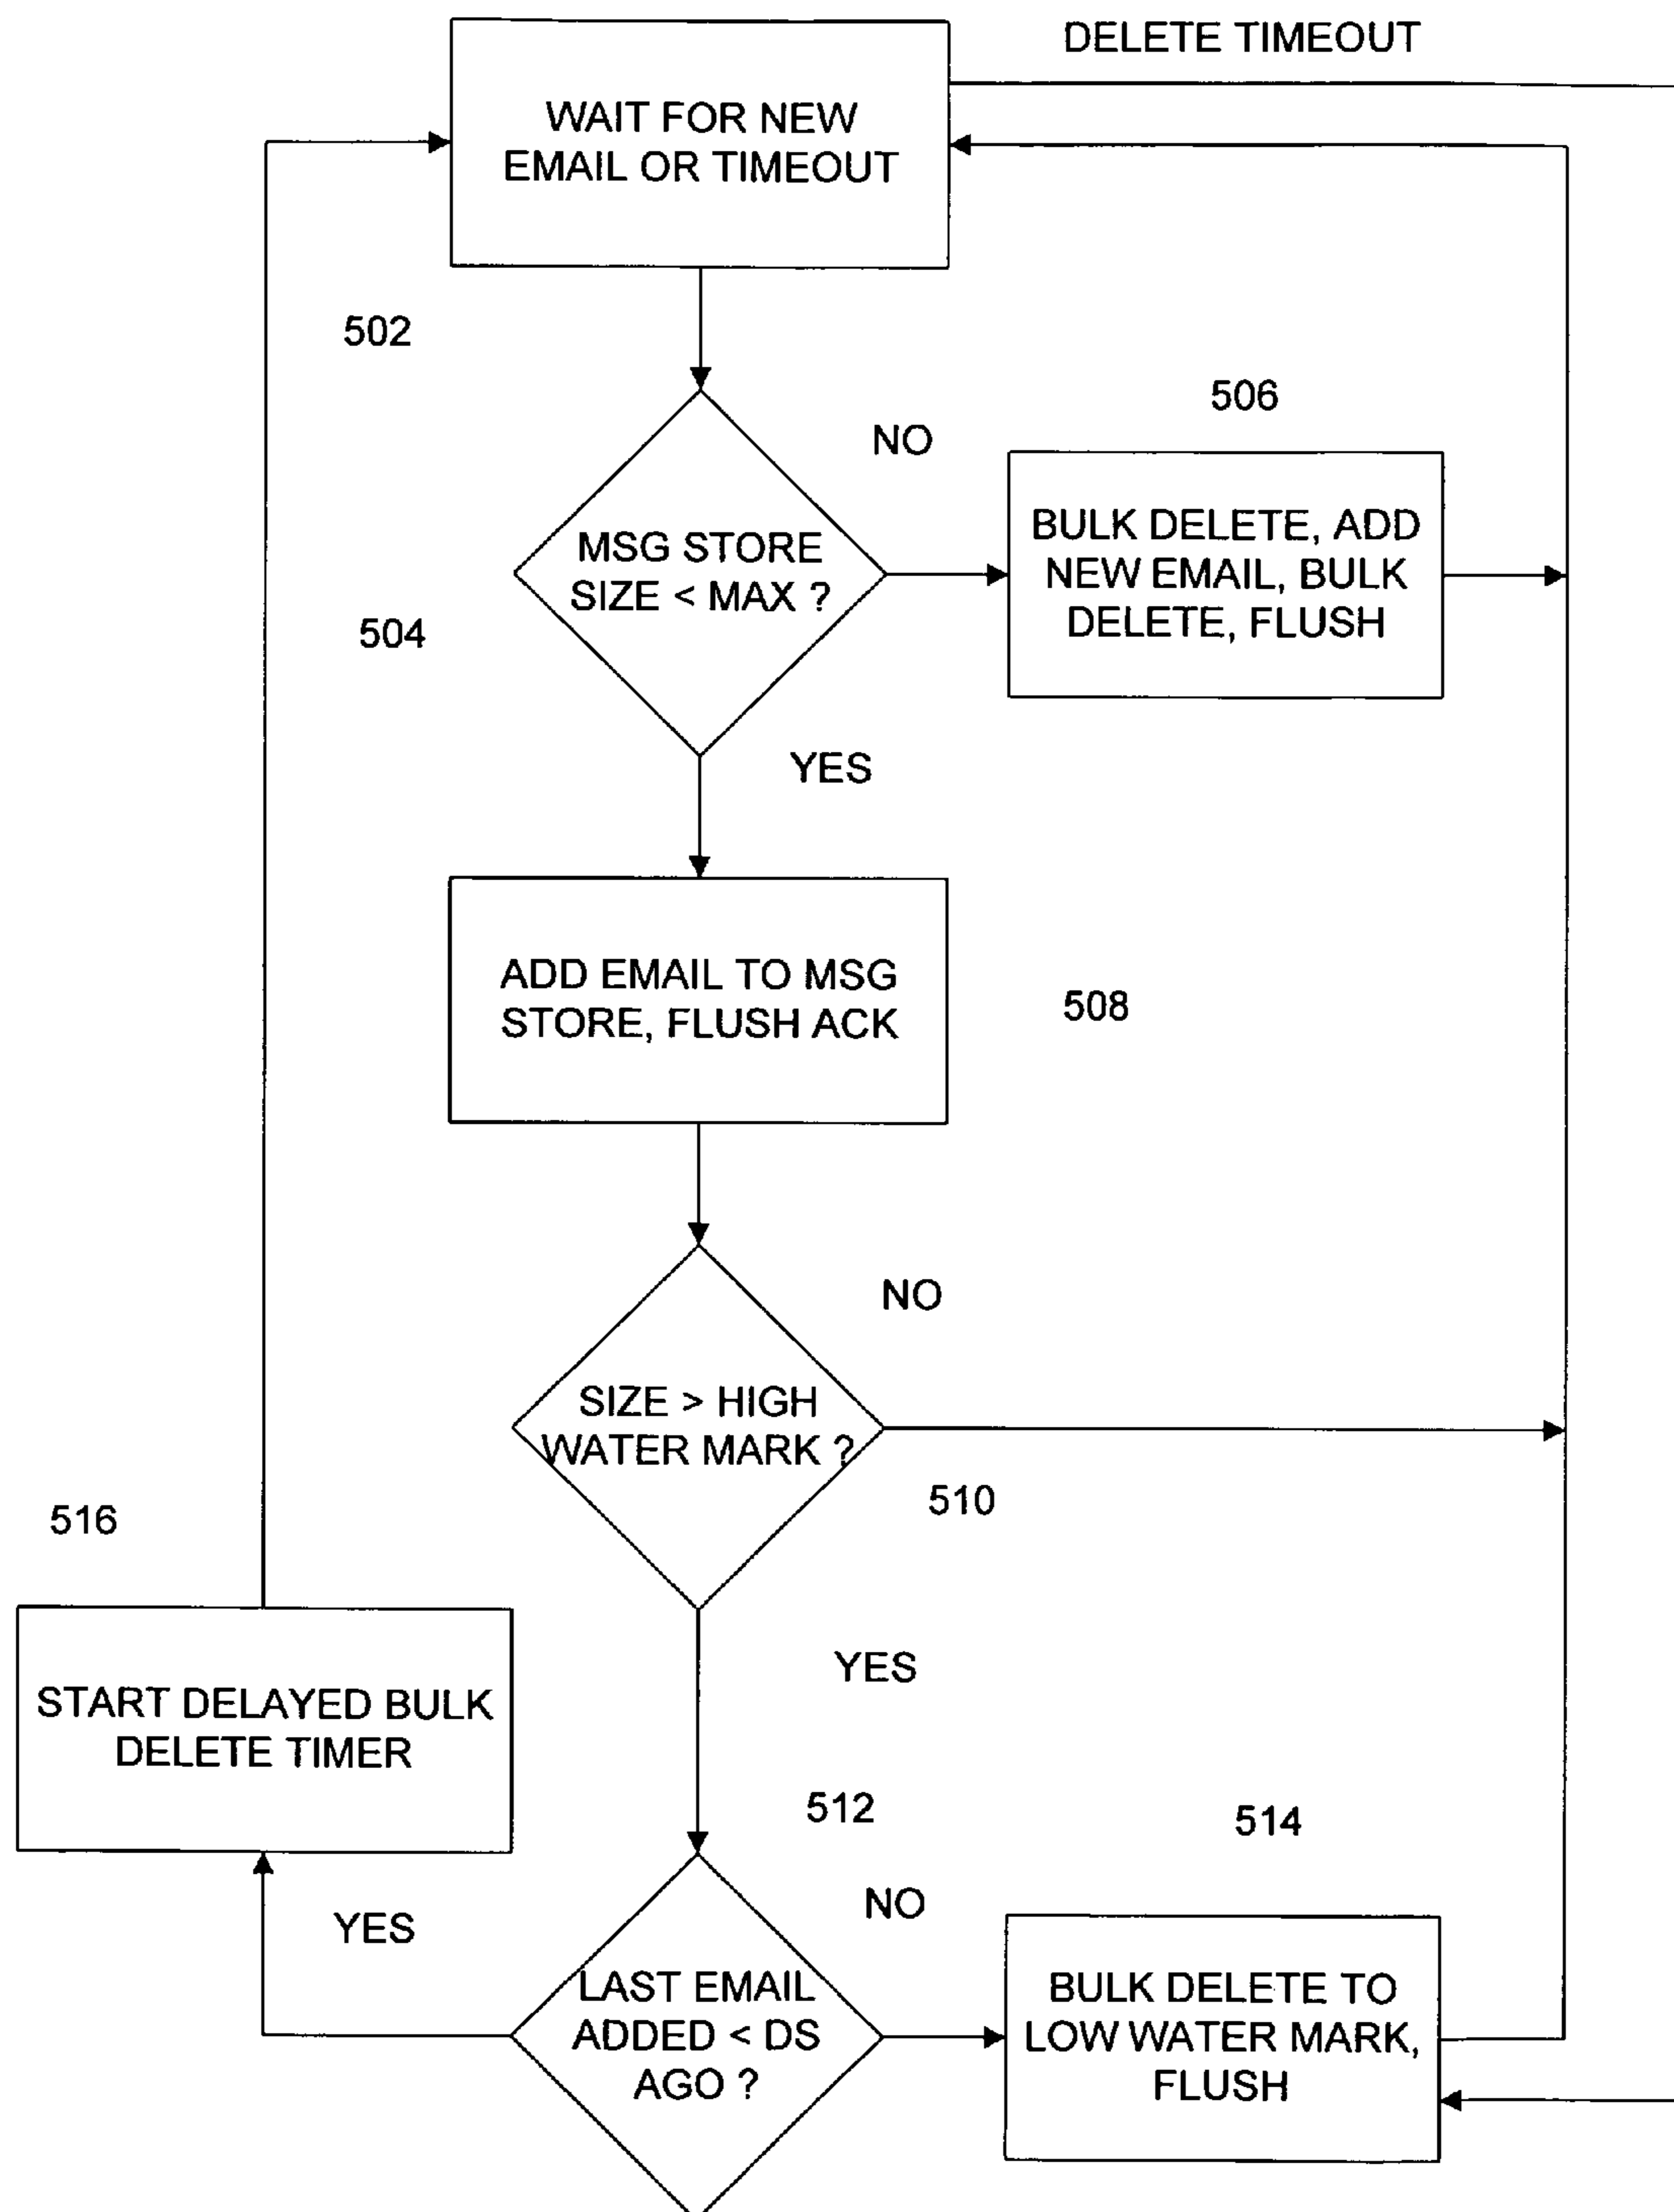 DELETE TIMEOUT
WAIT FOR NEW
EMAIL OR TIMEOUT
502
506
NO
MSG STORE
SIZE < MAX ?
BULK DELETE, ADD
NEW EMAIL, BULK
DELETE, FLUSH
504
YES
ADD EMAIL TO MSG
STORE, FLUSH ACK
508
NO
SIZE > HIGH
WATER MARK ?
510
516
YES
START DELAYED BULK
DELETE TIMER
512
514
NO
YES
LAST EMAIL
ADDED < DS
AGO ?
BULK DELETE TO
LOW WATER MARK,
FLUSH